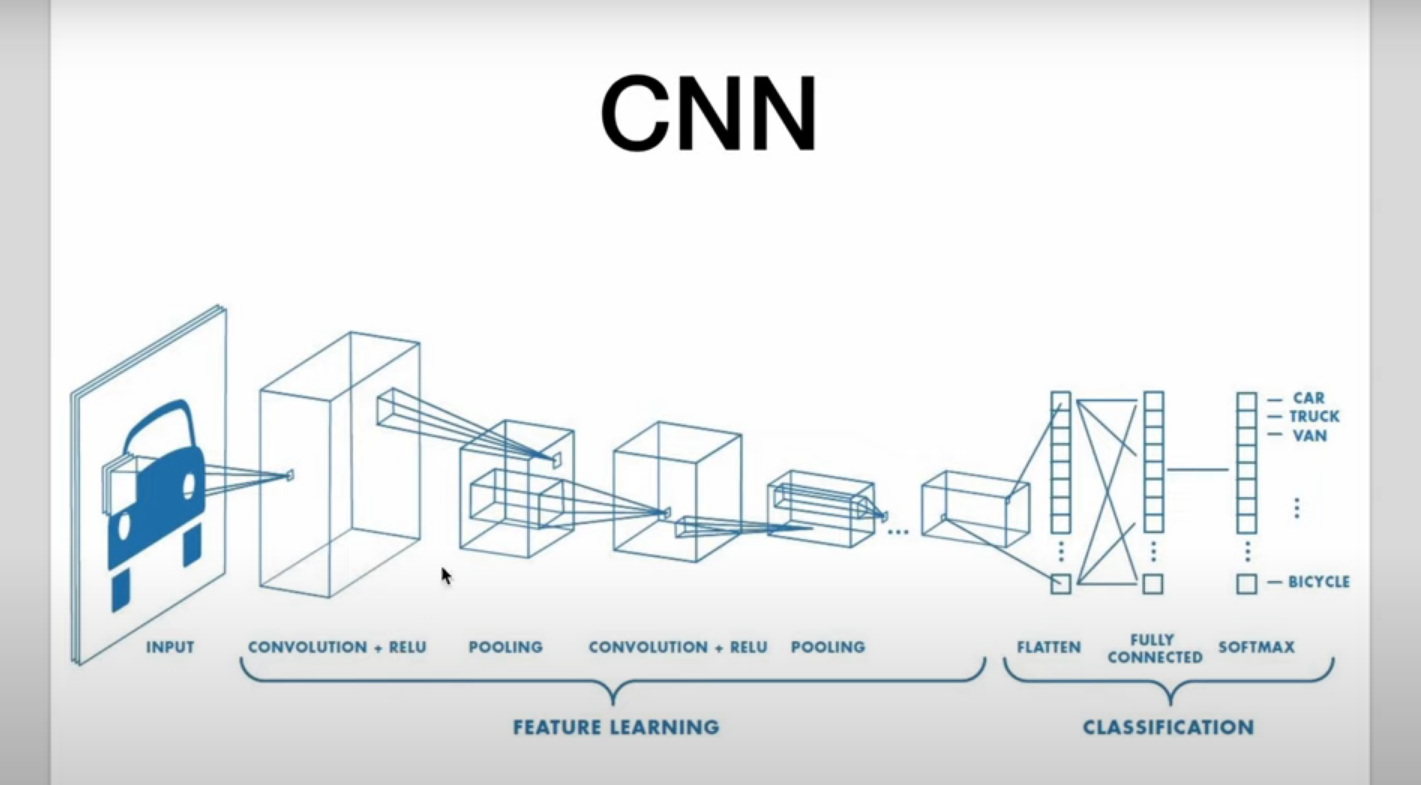 CNN
CAR
TRUCK
VAN
BICYCLE
INPUT
CONVOLUTION + RELU
POOLING
CONVOLUTION + RELU
POOLING
FLATTEN
FULLY
CONNECTED
SOFTMAX
FEATURE LEARNING
CLASSIFICATION